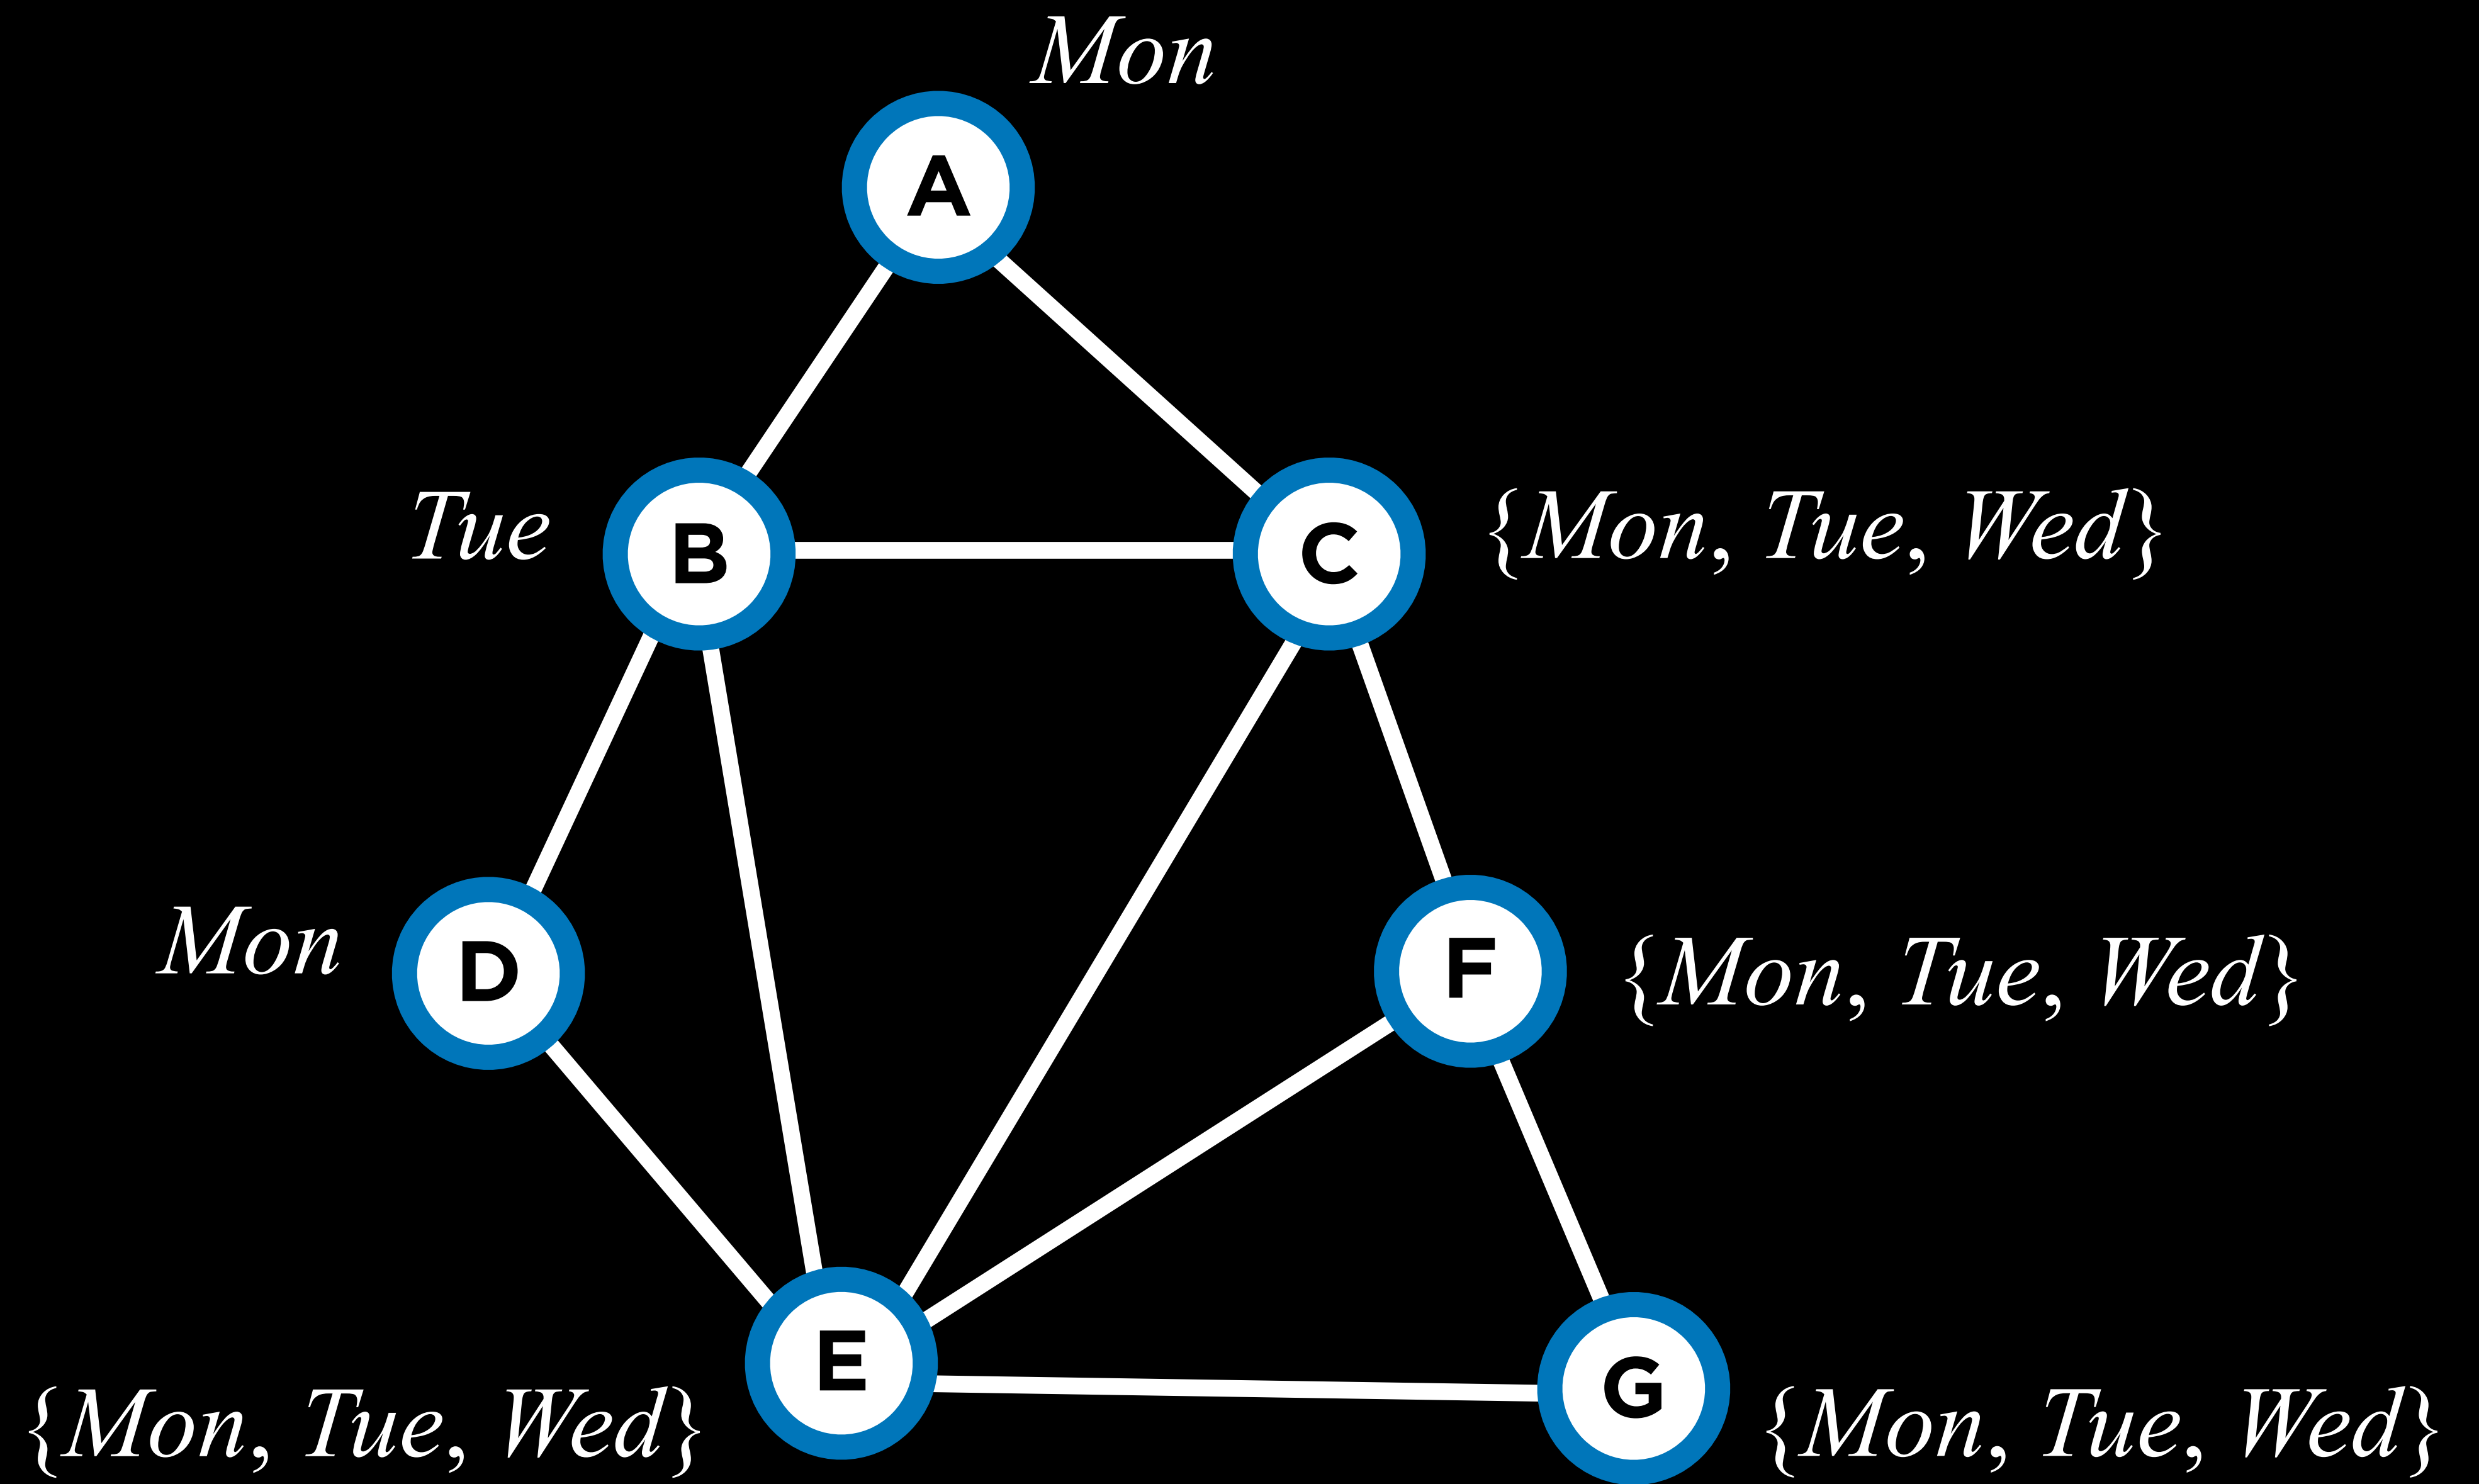 Mon
A
Tue
B
C
{Mon, Tue, Wed}
Mon
D
F
{Mon, Tue, Wed}
{Mon, Tue, Wed}
E
G
{Mon, Tue, Wed}